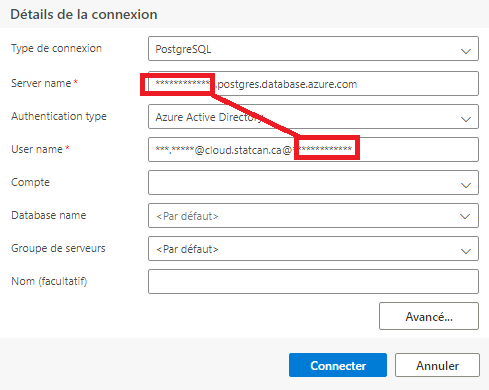 Détails de la connexion
Type de connexion PostgreSQL
Server name * ************.postgres.database.azure.com
Authentication type Azure Active Directory
User name * ***.*****@cloud.statcan.ca@************
Compte
Database name <Par défaut>
Groupe de serveurs <Par défaut>
Nom (facultatif)
Avancé...
Connecter Annuler